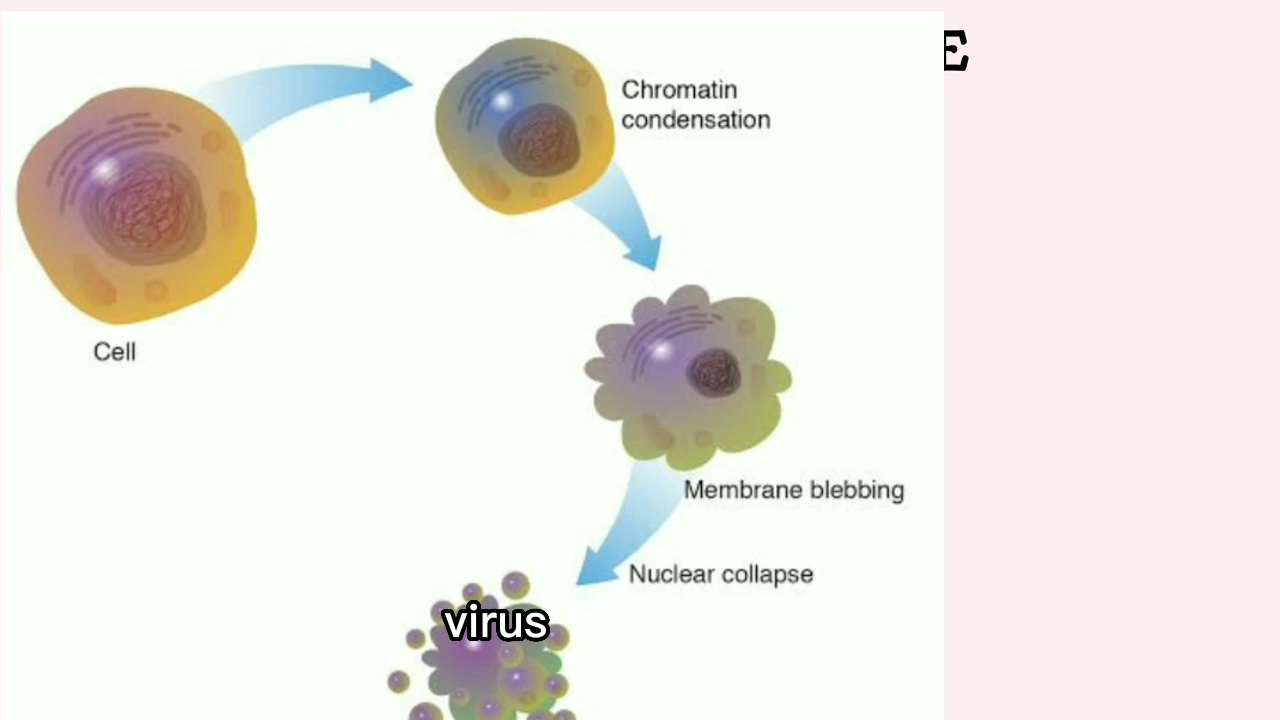 E
Chromatin
condensation
Cell
Membrane blebbing
Nuclear collapse
virus